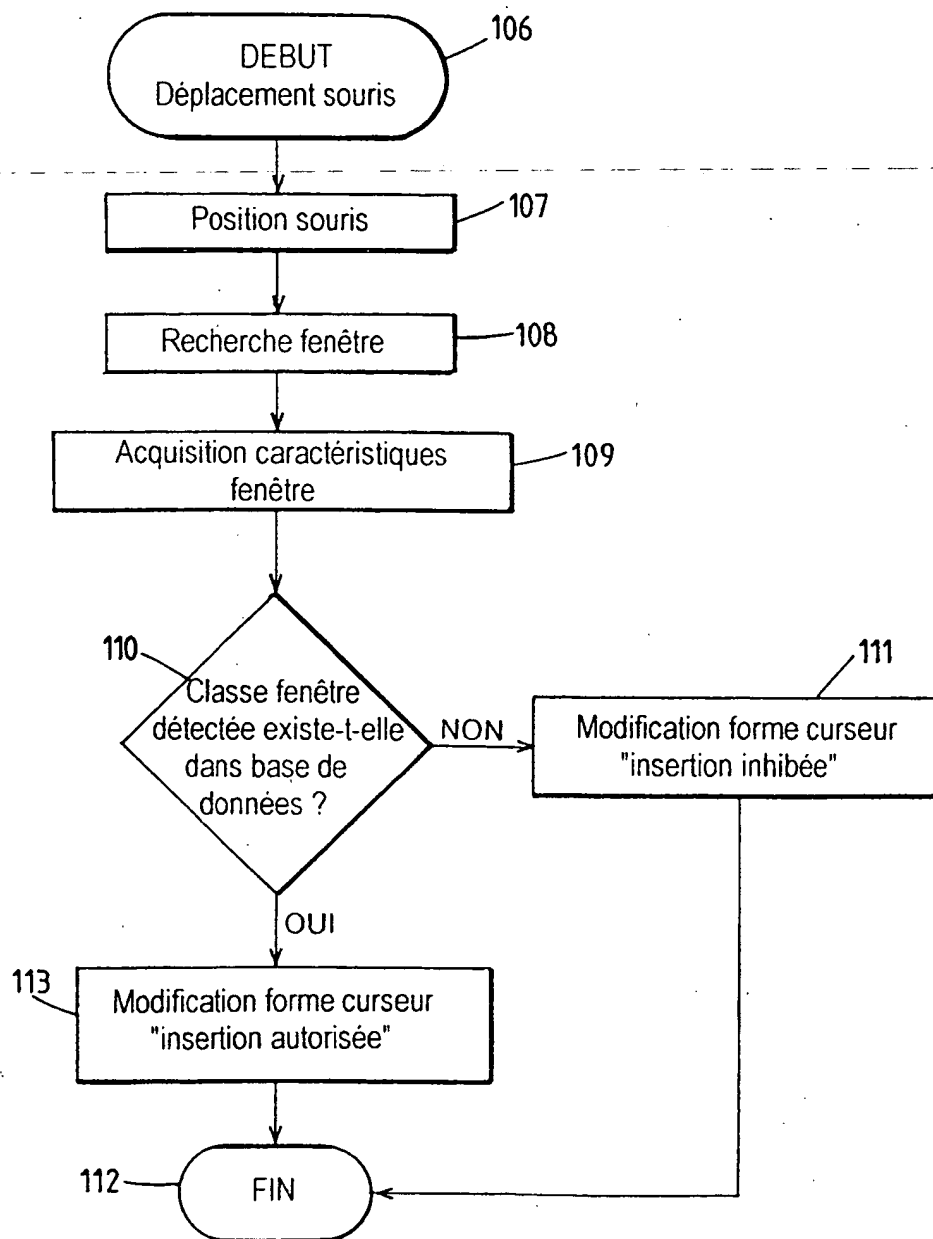 DEBUT
Déplacement souris
106
Position souris
107
Recherche fenêtre
108
Acquisition caractéristiques
fenêtre
109
110
Classe fenêtre
détectée existe-t-elle
dans base de
données ?
NON
111
Modification forme curseur
"insertion inhibée"
OUI
113
Modification forme curseur
"insertion autorisée"
112
FIN